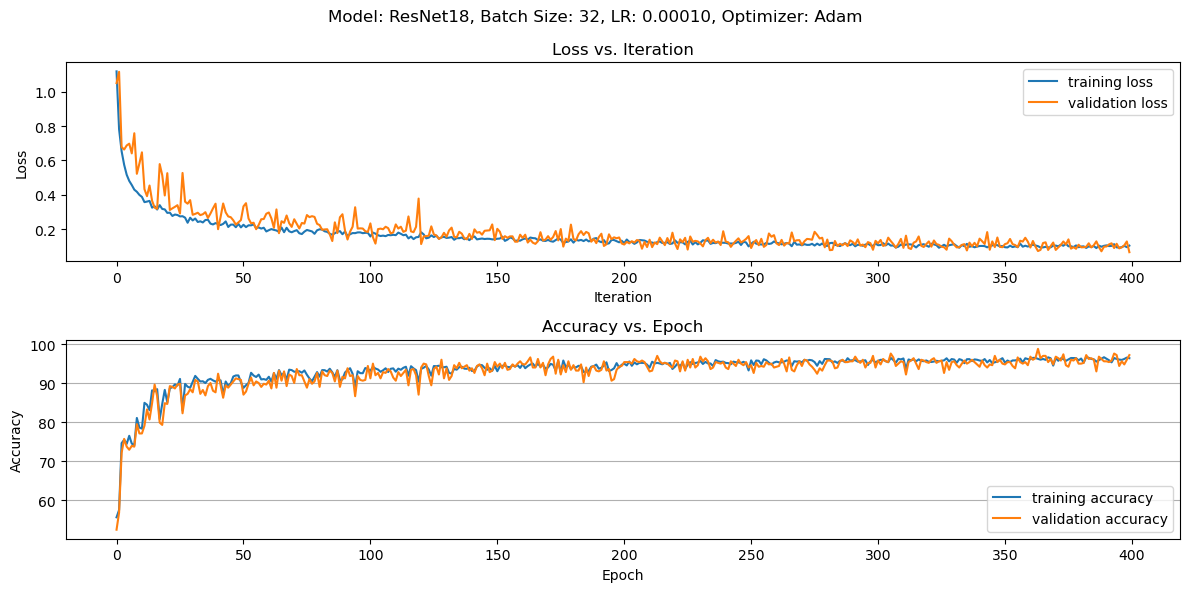 Model: ResNet18, Batch Size: 32, LR: 0.00010, Optimizer: Adam
Loss vs. Iteration
1.0
0.8
0.6
0.4
0.2
Loss
training loss
validation loss
0 50 100 150 200 250 300 350 400
Iteration
Accuracy vs. Epoch
100
90
80
70
60
Accuracy
training accuracy
validation accuracy
0 50 100 150 200 250 300 350 400
Epoch